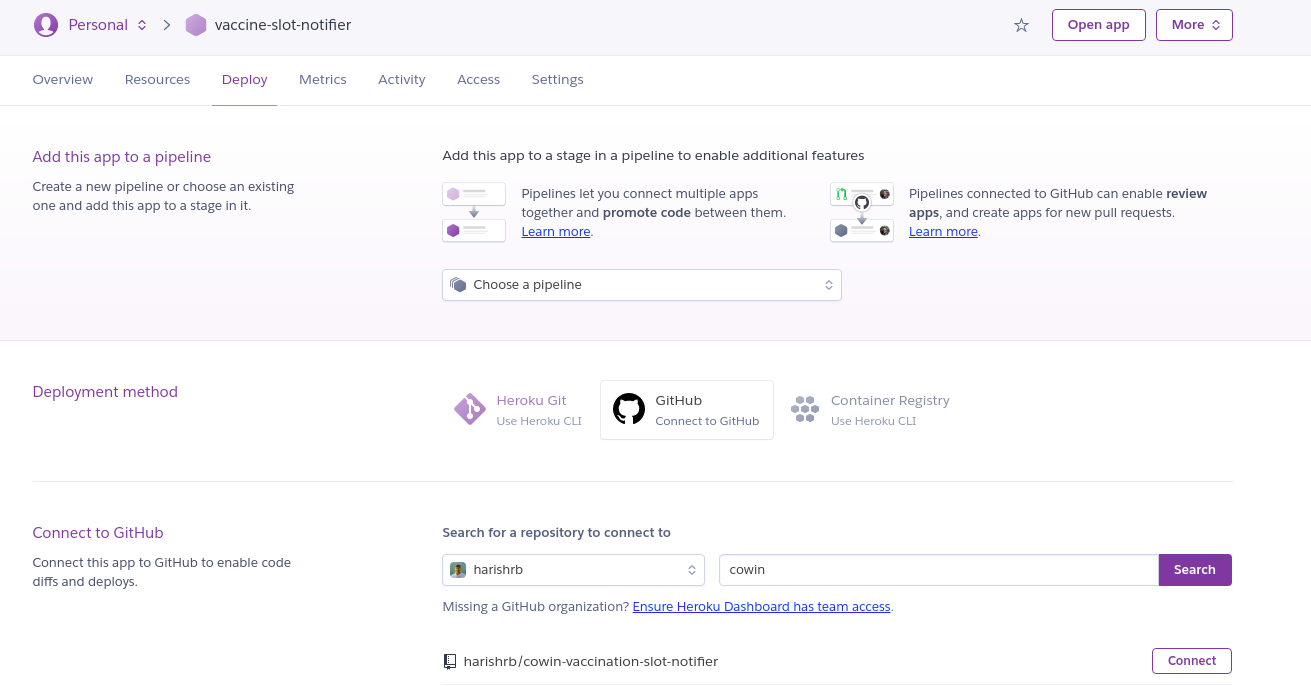 Personal vaccine-slot-notifier Open app More
Overview Resources Deploy Metrics Activity Access Settings
Add this app to a pipeline
Create a new pipeline or choose an existing
one and add this app to a stage in it.
Add this app to a stage in a pipeline to enable additional features
Pipelines let you connect multiple apps
together and promote code between them.
Learn more.
Pipelines connected to GitHub can enable review
apps, and create apps for new pull requests.
Learn more.
Choose a pipeline
Deployment method
Heroku Git
Use Heroku CLI
GitHub
Connect to GitHub
Container Registry
Use Heroku CLI
Connect to GitHub
Connect this app to GitHub to enable code
diffs and deploys.
Search for a repository to connect to
harishrb cowin Search
Missing a GitHub organization? Ensure Heroku Dashboard has team access.
harishrb/cowin-vaccination-slot-notifier Connect